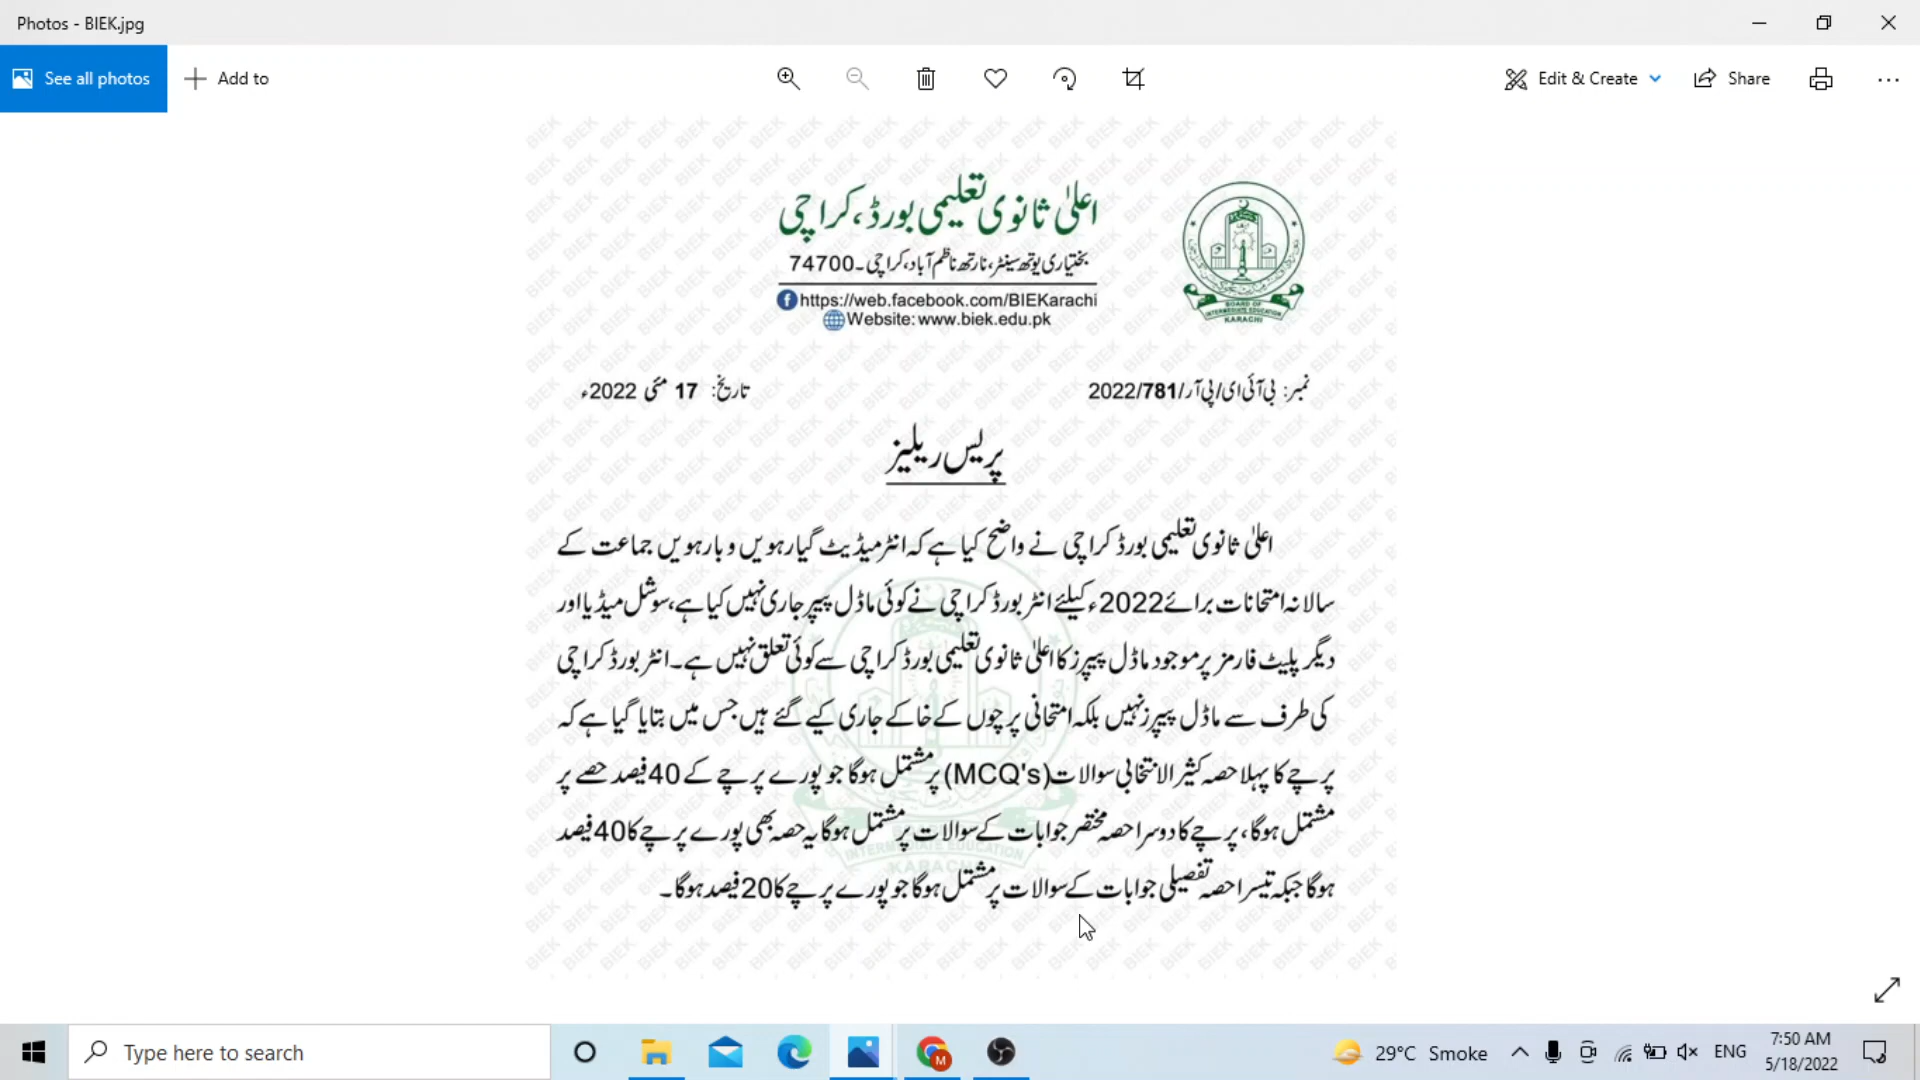 Photos - BIEK.jpg
See all photos
Add to
Edit & Create
Share
اعلیٰ ثانوی تعلیمی بورڈ، کراچی
بختیاری یوتھ سینٹر، نارتھ ناظم آباد، کراچی۔74700
https://web.facebook.com/BIEKarachi
Website: www.biek.edu.pk
BOARD OF
INTERMEDIATE EDUCATION
KARACHI
نمبر: بی آئی ای/پی آر/781/2022
تاریخ: 17 مئی 2022ء
پریس ریلیز
اعلیٰ ثانوی تعلیمی بورڈ کراچی نے واضح کیا ہے کہ انٹرمیڈیٹ گیارہویں و بارہویں جماعت کے
سالانہ امتحانات برائے 2022ء کیلئے انٹر بورڈ کراچی نے کوئی ماڈل پیپر جاری نہیں کیا ہے، سوشل میڈیا اور
دیگر پلیٹ فارمز پر موجود ماڈل پیپرز کا اعلیٰ ثانوی تعلیمی بورڈ کراچی سے کوئی تعلق نہیں ہے۔ انٹر بورڈ کراچی
کی طرف سے ماڈل پیپرز نہیں بلکہ امتحانی پرچوں کے خاکے جاری کیے گئے ہیں جس میں بتایا گیا ہے کہ
پرچے کا پہلا حصہ کثیر الانتخابی سوالات (MCQ's) پر مشتمل ہوگا جو پورے پرچے کے 40 فیصد حصے پر
مشتمل ہوگا، پرچے کا دوسرا حصہ مختصر جوابات کے سوالات پر مشتمل ہوگا یہ حصہ بھی پورے پرچے کا 40 فیصد
ہوگا جبکہ تیسرا حصہ تفصیلی جوابات کے سوالات پر مشتمل ہوگا جو پورے پرچے کا 20 فیصد ہوگا۔
Type here to search
M
29°C Smoke
ENG
7:50 AM
5/18/2022